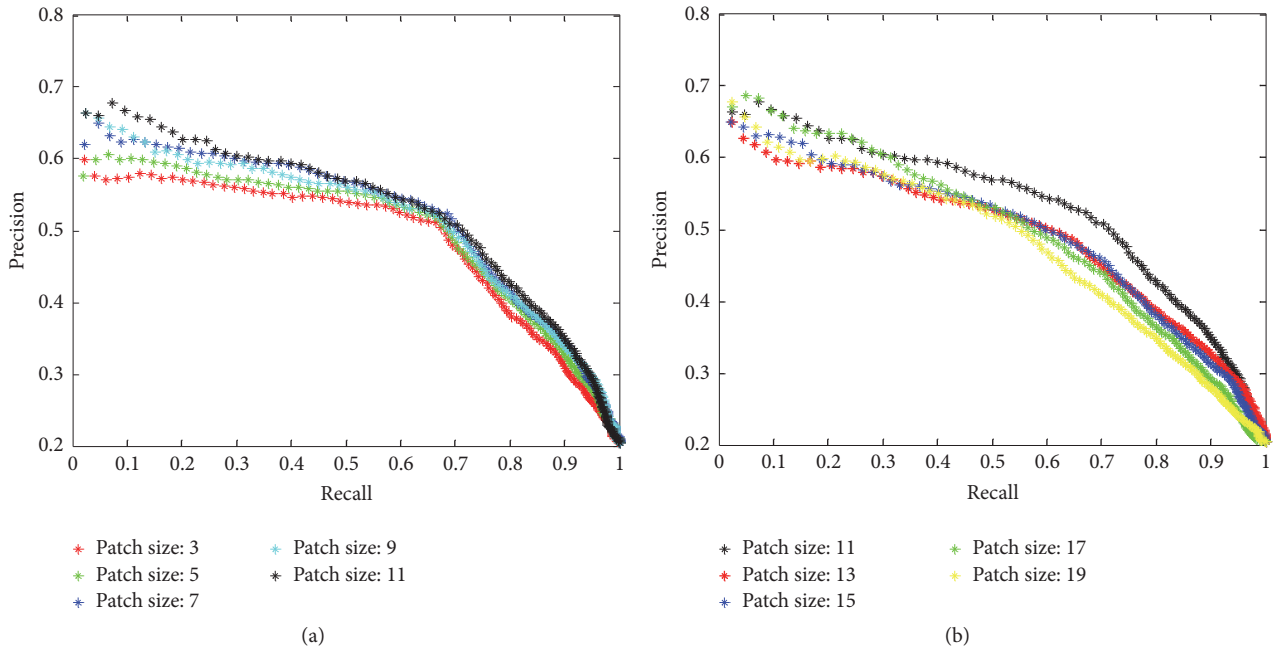 0.8
0.7
0.6
0.5
0.4
0.3
0.2
Precision
0 0.1 0.2 0.3 0.4 0.5 0.6 0.7 0.8 0.9 1
Recall
Patch size: 3
Patch size: 5
Patch size: 7
Patch size: 9
Patch size: 11
(a)
0.8
0.7
0.6
0.5
0.4
0.3
0.2
Precision
0 0.1 0.2 0.3 0.4 0.5 0.6 0.7 0.8 0.9 1
Recall
Patch size: 11
Patch size: 13
Patch size: 15
Patch size: 17
Patch size: 19
(b)